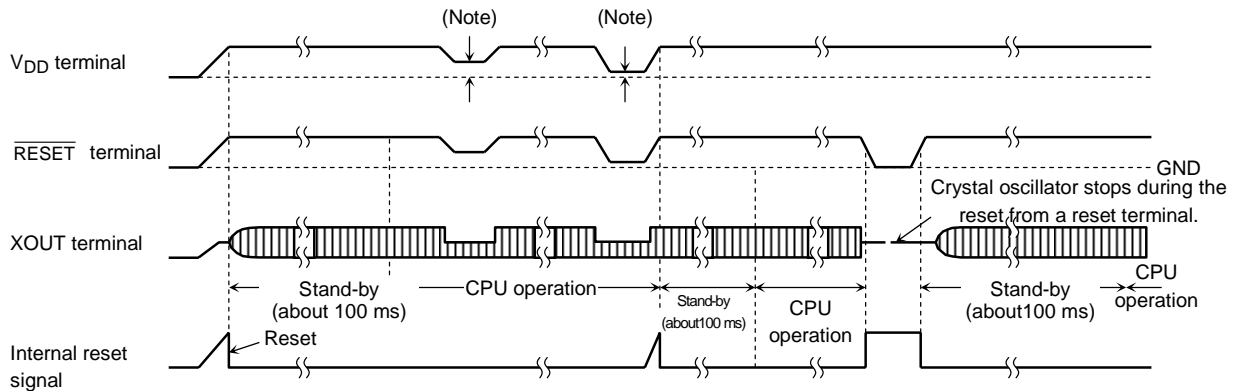 (Note)
(Note)
VDD terminal
RESET terminal
GND
Crystal oscillator stops during the
reset from a reset terminal.
XOUT terminal
Stand-by
(about 100 ms)
CPU operation
Stand-by
(about100 ms)
CPU
operation
Stand-by
(about100 ms)
CPU
operation
Reset
Internal reset
signal